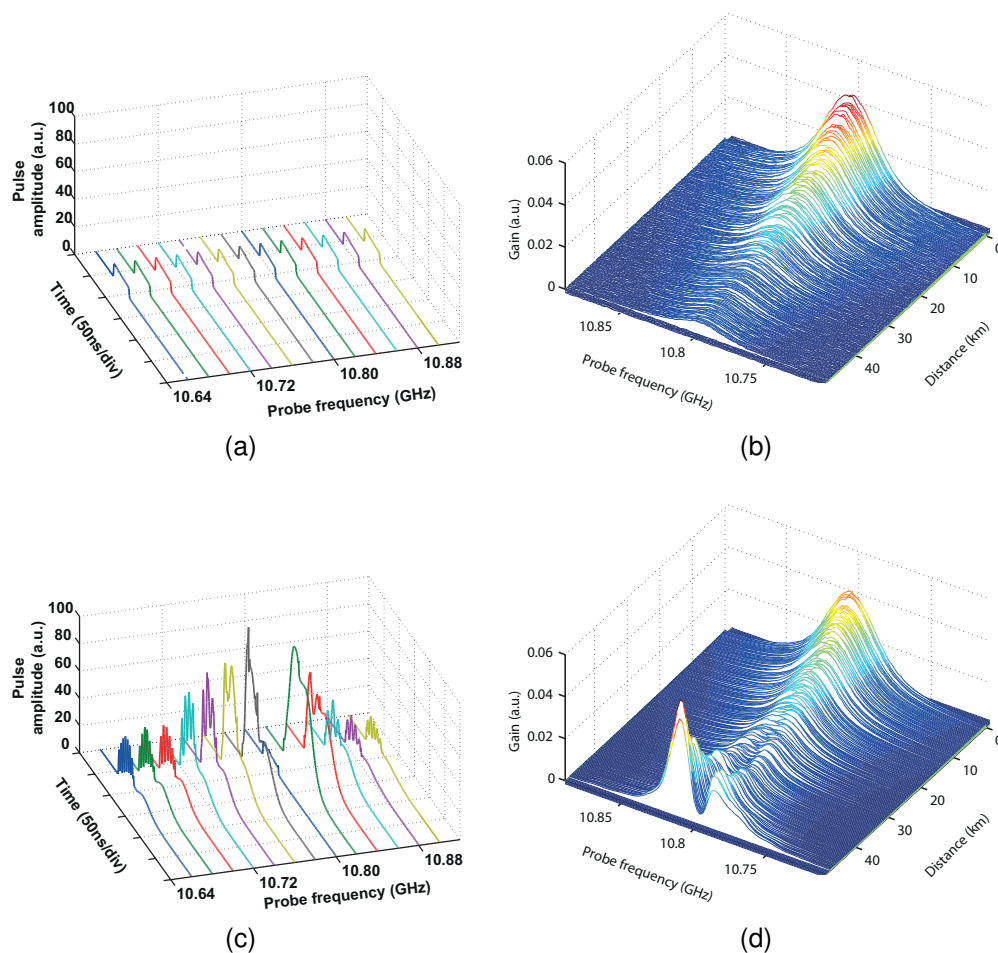 100
80
60
40
20
0
Pulse
amplitude (a.u.)
Time (50ns/div)
10.64
10.72
10.80
10.88
Probe frequency (GHz)
(a)
0.06
0.04
0.02
0
Gain (a.u.)
10.85
10.8
10.75
Probe frequency (GHz)
0
10
20
30
40
Distance (km)
(b)
100
80
60
40
20
0
Pulse
amplitude (a.u.)
Time (50ns/div)
10.64
10.72
10.80
10.88
Probe frequency (GHz)
(c)
0.06
0.04
0.02
0
Gain (a.u.)
10.85
10.8
10.75
Probe frequency (GHz)
0
10
20
30
40
Distance (km)
(d)